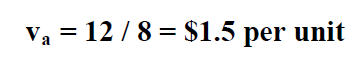 vₐ = 12 / 8 = $1.5 per unit